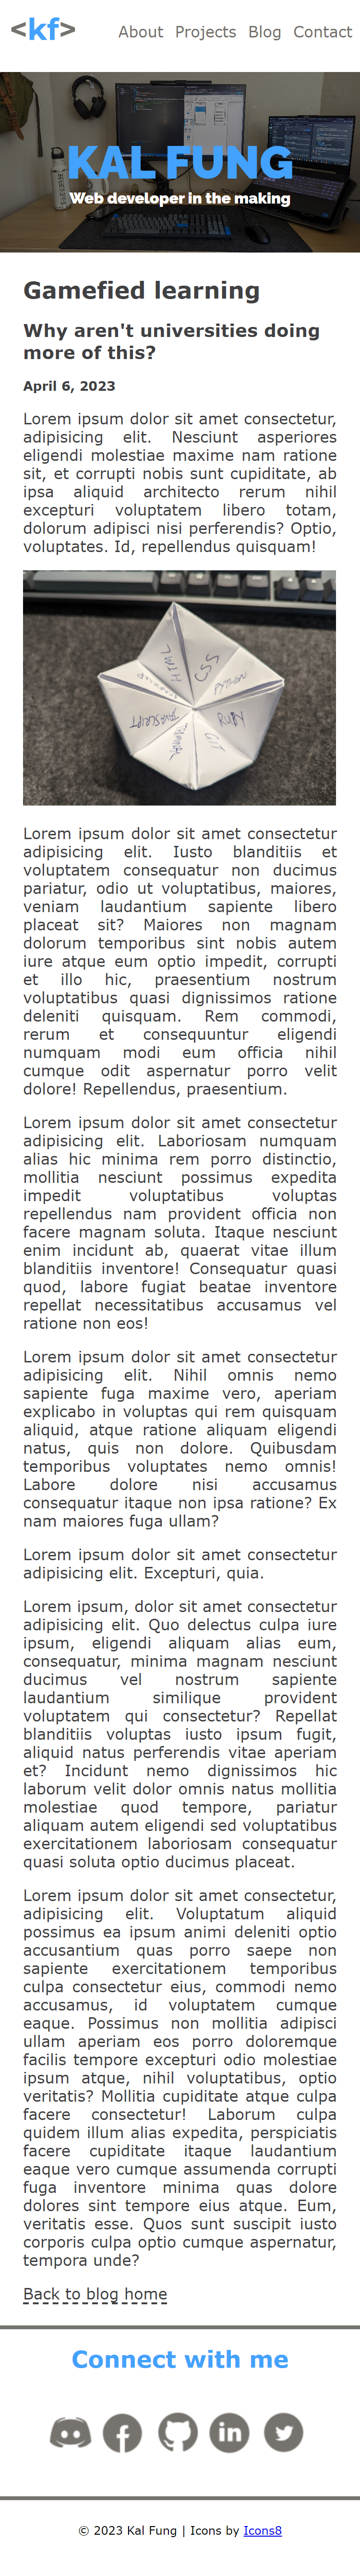 <kf>
About Projects Blog Contact
KAL FUNG
Web developer in the making
Gamefied learning
Why aren't universities doing
more of this?
April 6, 2023
Lorem ipsum dolor sit amet consectetur,
adipisicing elit. Nesciunt asperiores
eligendi molestiae maxime nam ratione
sit, et corrupti nobis sunt cupiditate, ab
ipsa aliquid architecto rerum nihil
excepturi voluptatem libero totam,
dolorum adipisci nisi perferendis? Optio,
voluptates. Id, repellendus quisquam!
HTML
CSS
PYTHON
RUBY
GIT
JAVASCRIPT
Lorem ipsum dolor sit amet consectetur
adipisicing elit. Iusto blanditiis et
voluptatem consequatur non ducimus
pariatur, odio ut voluptatibus, maiores,
veniam laudantium sapiente libero
placeat sit? Maiores non magnam
dolorum temporibus sint nobis autem
iure atque eum optio impedit, corrupti
et illo hic, praesentium nostrum
voluptatibus quasi dignissimos ratione
deleniti quisquam. Rem commodi,
rerum et consequuntur eligendi
numquam modi eum officia nihil
cumque odit aspernatur porro velit
dolore! Repellendus, praesentium.
Lorem ipsum dolor sit amet consectetur
adipisicing elit. Laboriosam numquam
alias hic minima rem porro distinctio,
mollitia nesciunt possimus expedita
impedit voluptatibus voluptas
repellendus nam provident officia non
facere magnam soluta. Itaque nesciunt
enim incidunt ab, quaerat vitae illum
blanditiis inventore! Consequatur quasi
quod, labore fugiat beatae inventore
repellat necessitatibus accusamus vel
ratione non eos!
Lorem ipsum dolor sit amet consectetur
adipisicing elit. Nihil omnis nemo
sapiente fuga maxime vero, aperiam
explicabo in voluptas qui rem quisquam
aliquid, atque ratione aliquam eligendi
natus, quis non dolore. Quibusdam
temporibus voluptates nemo omnis!
Labore dolore nisi accusamus
consequatur itaque non ipsa ratione? Ex
nam maiores fuga ullam?
Lorem ipsum dolor sit amet consectetur
adipisicing elit. Excepturi, quia.
Lorem ipsum, dolor sit amet consectetur
adipisicing elit. Quo delectus culpa iure
ipsum, eligendi aliquam alias eum,
consequatur, minima magnam nesciunt
ducimus vel nostrum sapiente
laudantium similique provident
voluptatem qui consectetur? Repellat
blanditiis voluptas iusto ipsum fugit,
aliquid natus perferendis vitae aperiam
et? Incidunt nemo dignissimos hic
laborum velit dolor omnis natus mollitia
molestiae quod tempore, pariatur
aliquam autem eligendi sed voluptatibus
exercitationem laboriosam consequatur
quasi soluta optio ducimus placeat.
Lorem ipsum dolor sit amet consectetur,
adipisicing elit. Voluptatum aliquid
possimus ea ipsum animi deleniti optio
accusantium quas porro saepe non
sapiente exercitationem temporibus
culpa consectetur eius, commodi nemo
accusamus, id voluptatem cumque
eaque. Possimus non mollitia adipisci
ullam aperiam eos porro doloremque
facilis tempore excepturi odio molestiae
ipsum atque, nihil voluptatibus, optio
veritatis? Mollitia cupiditate atque culpa
facere consectetur! Laborum culpa
quidem illum alias expedita, perspiciatis
facere cupiditate itaque laudantium
eaque vero cumque assumenda corrupti
fuga inventore minima quas dolore
dolores sint tempore eius atque. Eum,
veritatis esse. Quos sunt suscipit iusto
corporis culpa optio cumque aspernatur,
tempora unde?
Back to blog home
Connect with me
in
© 2023 Kal Fung | Icons by Icons8